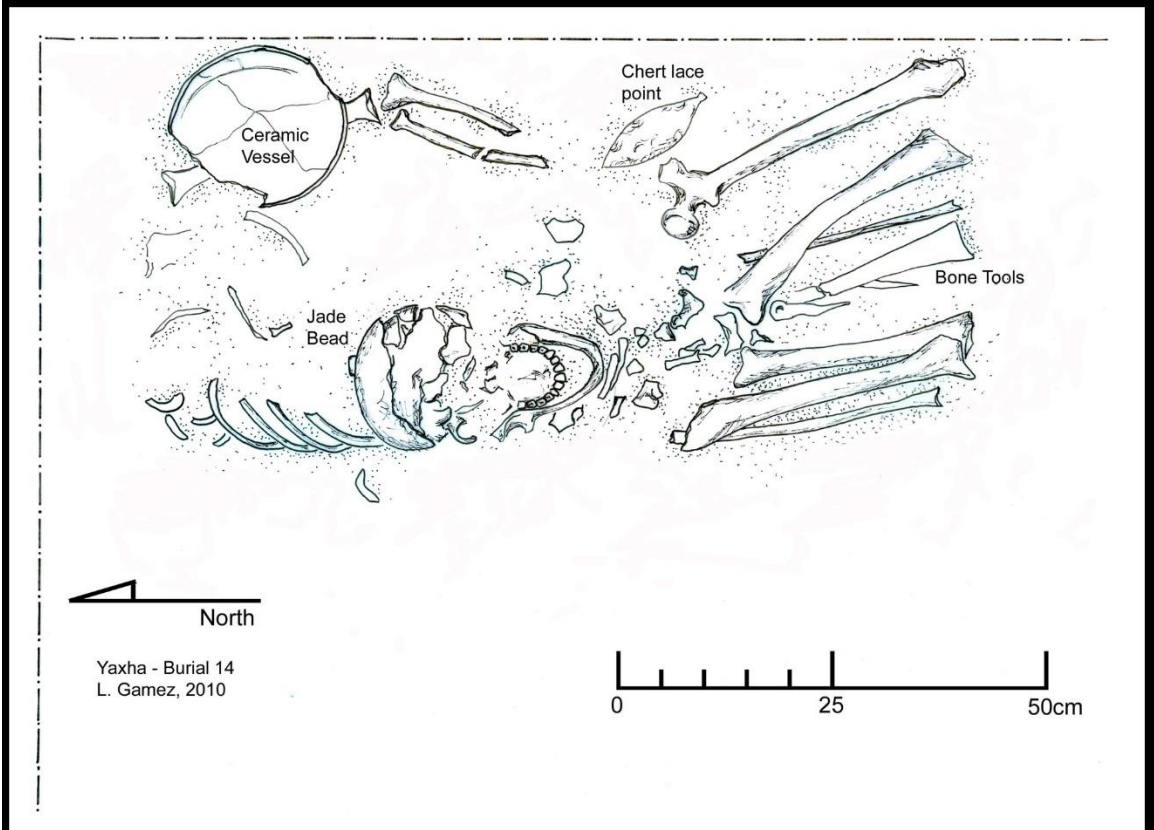 Chert lace
point
Ceramic
Vessel
Bone Tools
Jade
Bead
North
Yaxha - Burial 14
L. Gamez, 2010
0
25
50cm